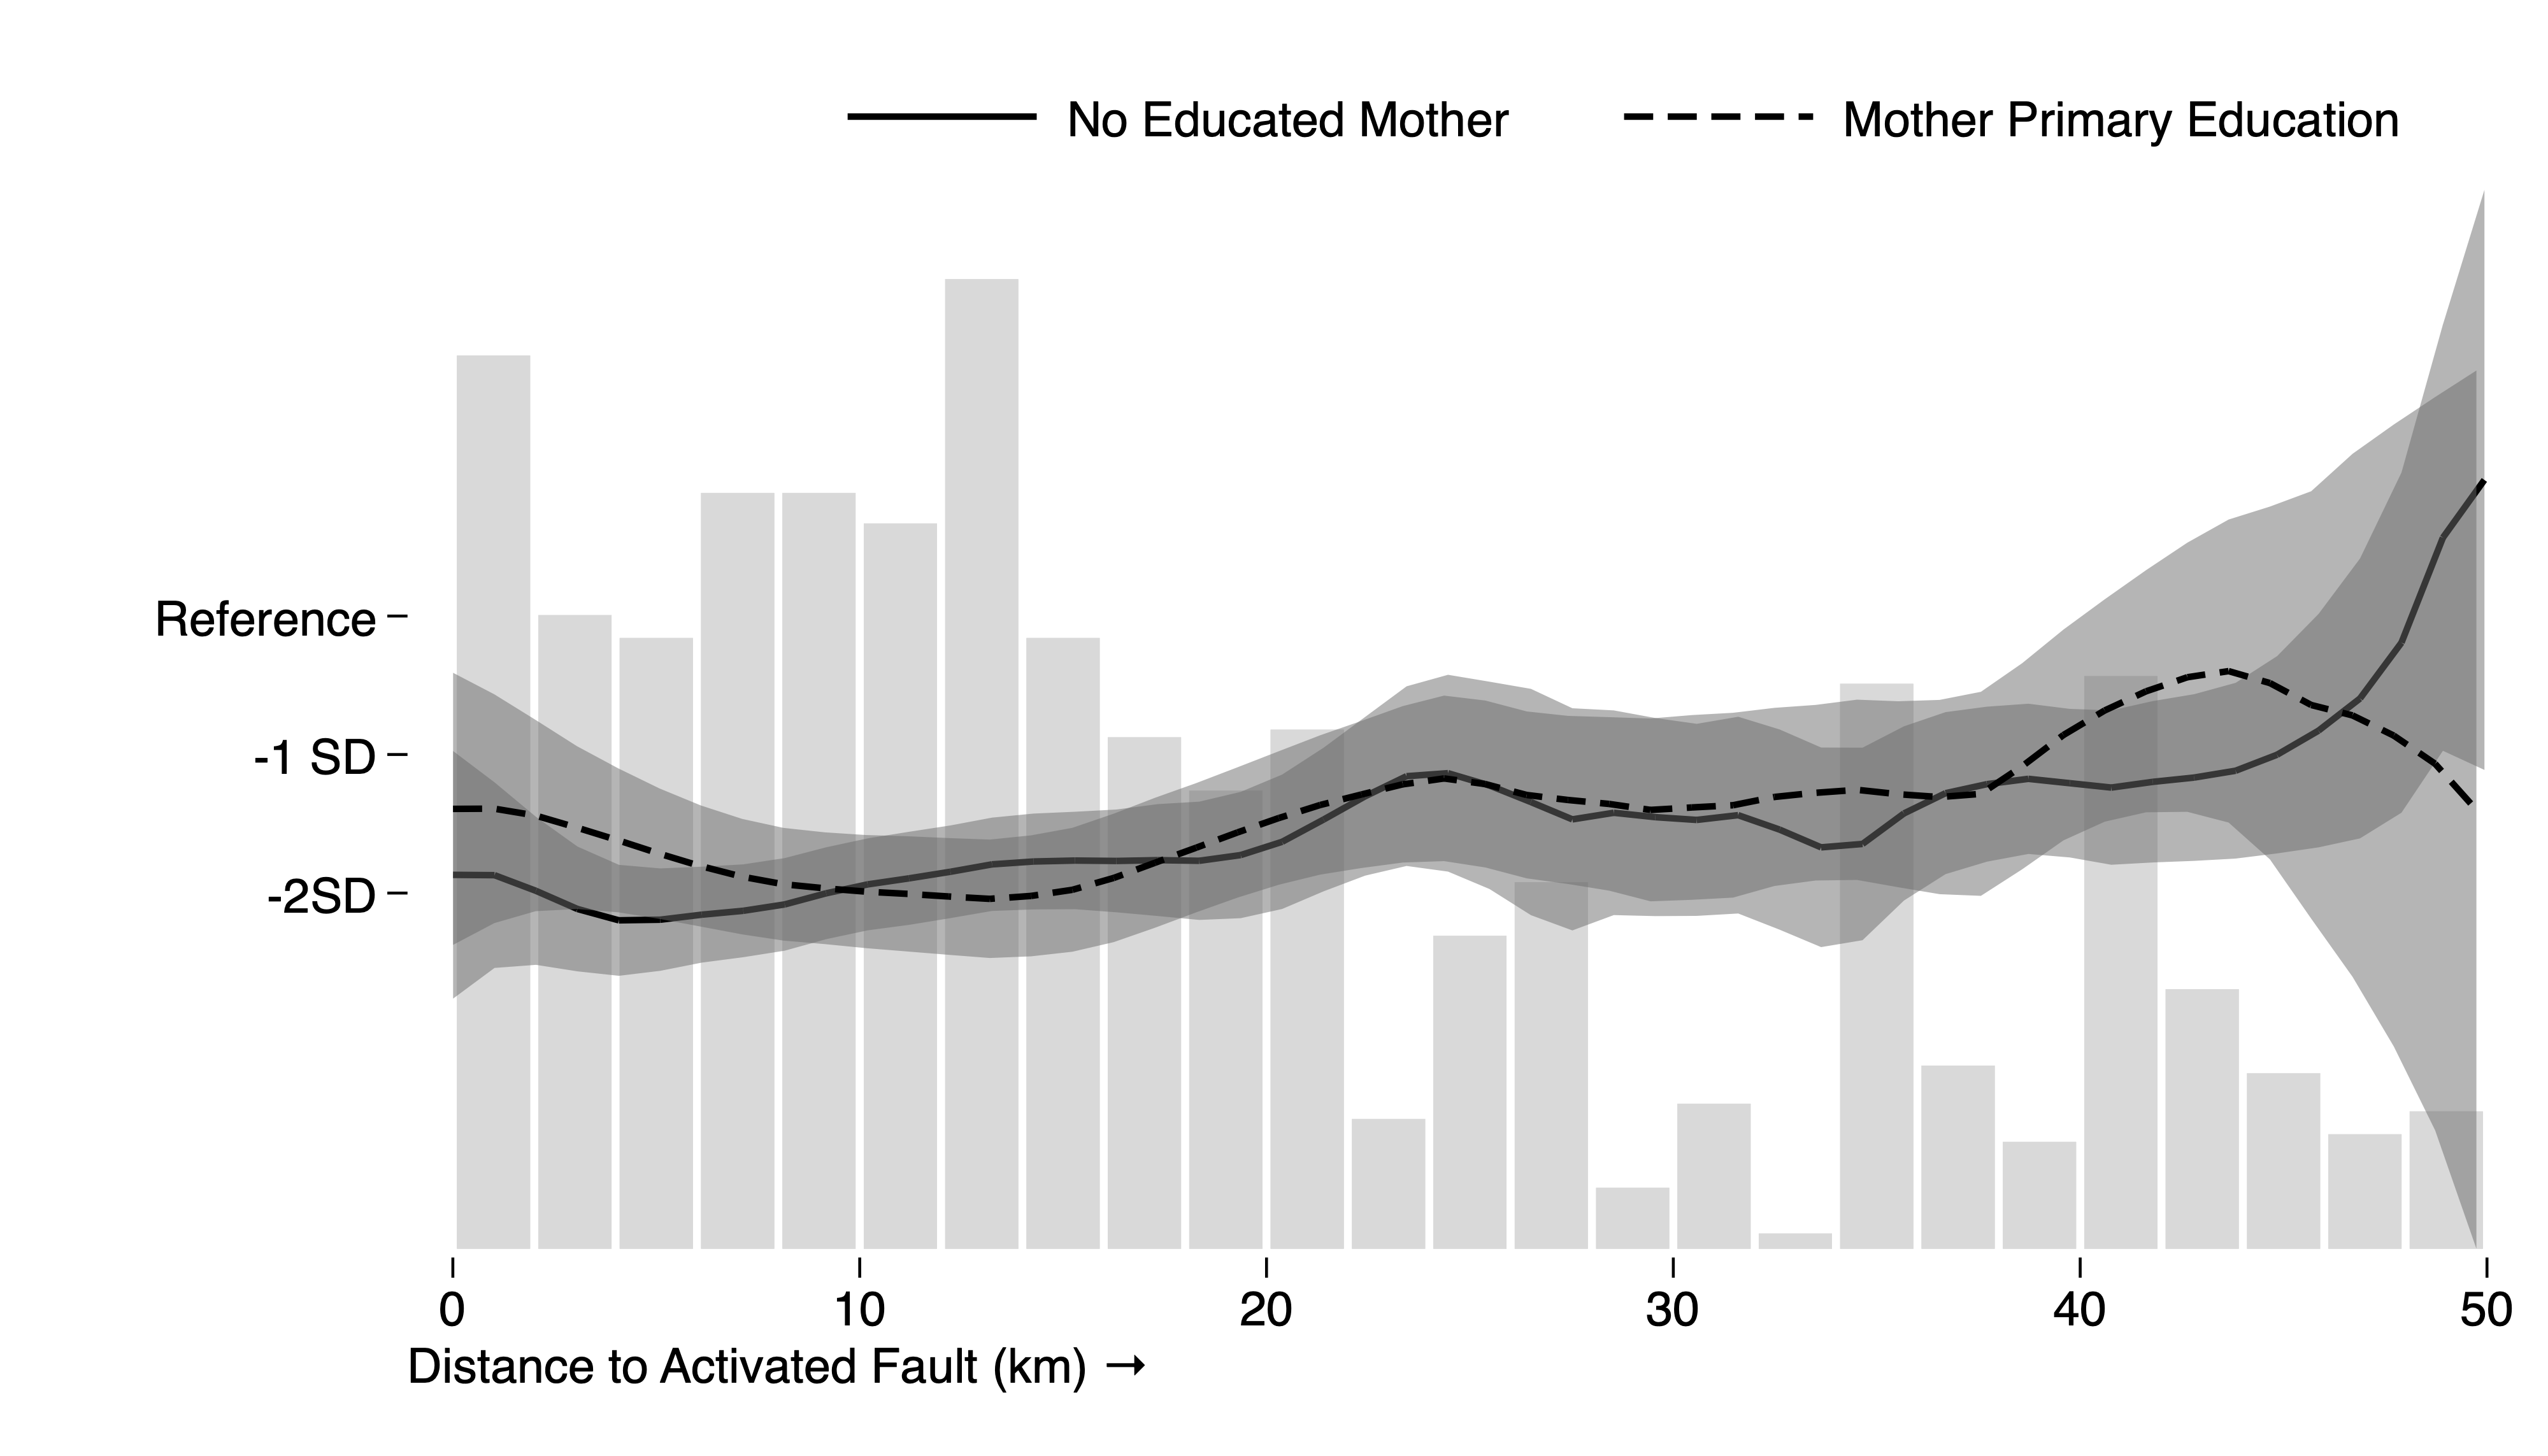 No Educated Mother Mother Primary Education
Reference
-1 SD
-2SD
0 10 20 30 40 50
Distance to Activated Fault (km) →